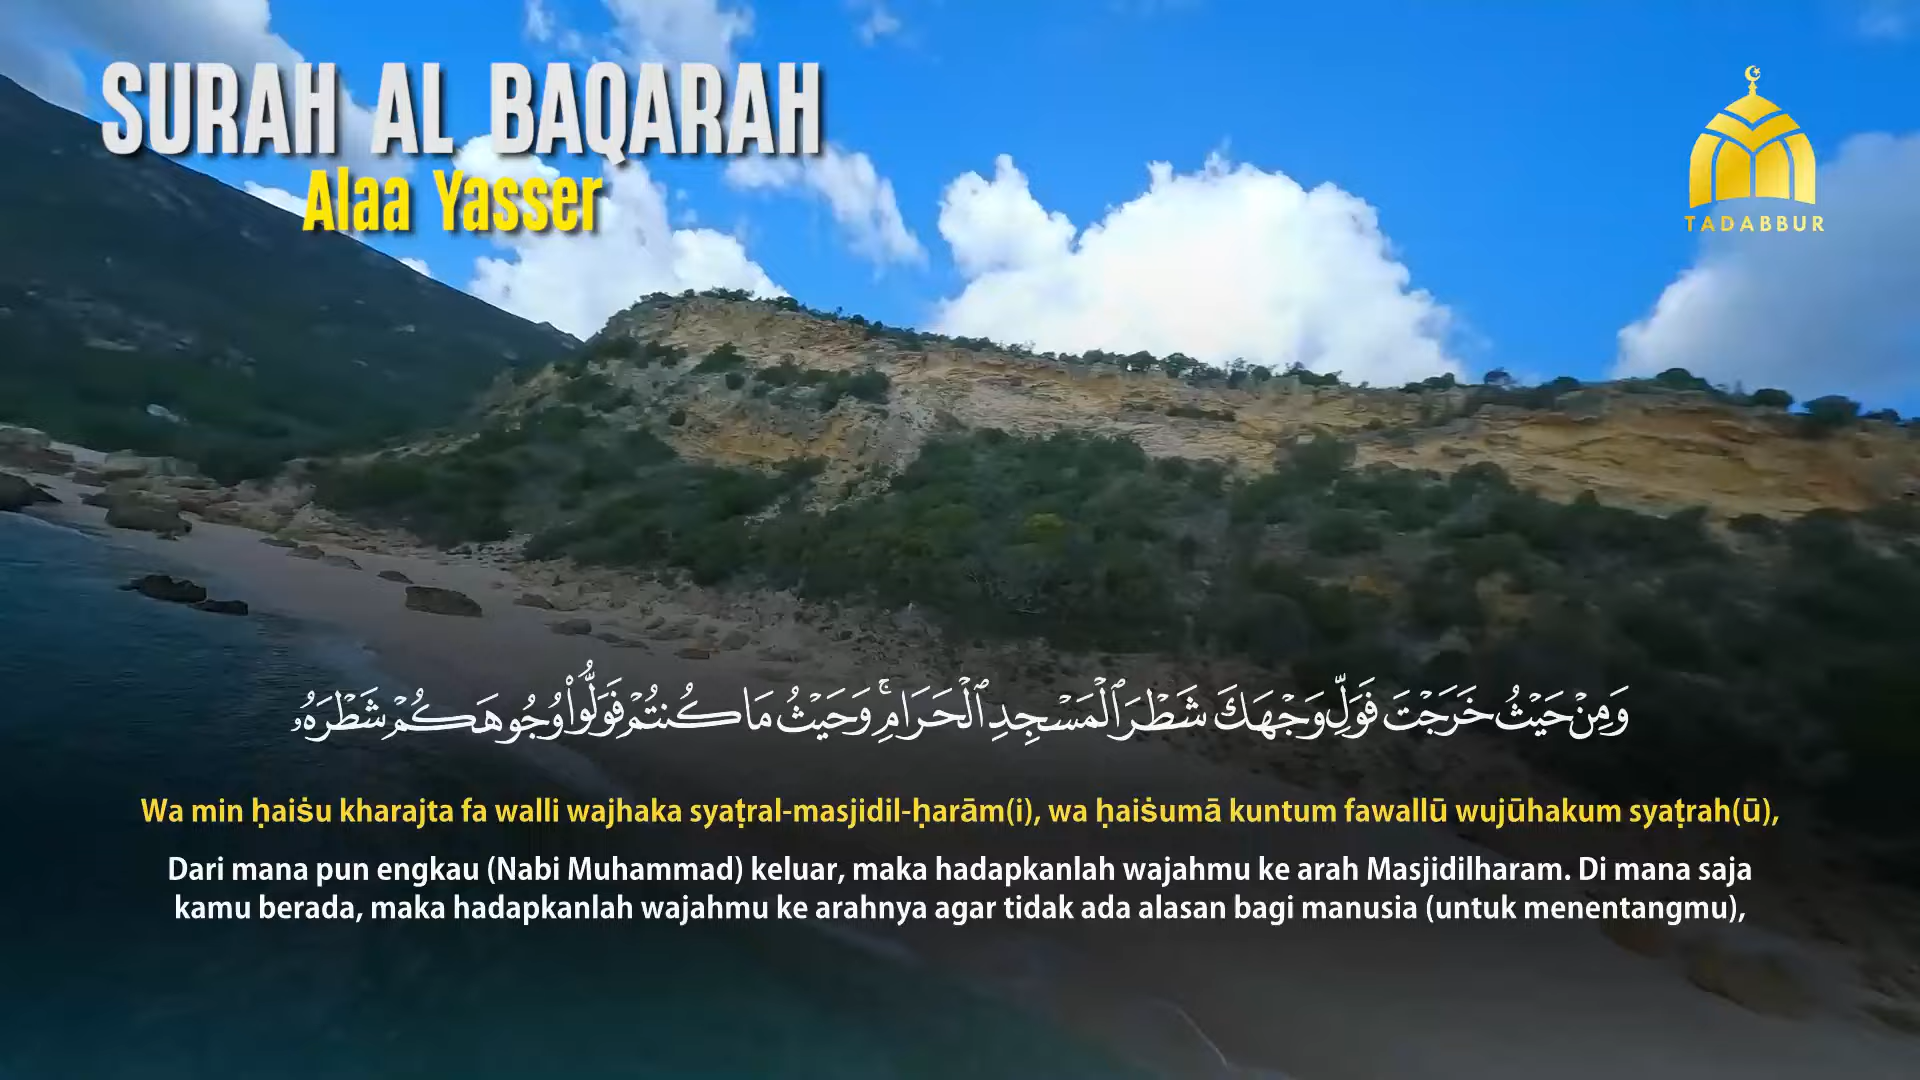 SURAH AL BAQARAH
Alaa Yasser
TADABBUR
وَمِنْ حَيْثُ خَرَجْتَ فَوَلِّ وَجْهَكَ شَطْرَ ٱلْمَسْجِدِ ٱلْحَرَامِ ۚ وَحَيْثُ مَا كُنتُمْ فَوَلُّوا۟ وُجُوهَكُمْ شَطْرَهُۥ
Wa min ḥaiṡu kharajta fa walli wajhaka syaṭral-masjidil-ḥarām(i), wa ḥaiṡumā kuntum fawallū wujūhakum syaṭrah(ū),
Dari mana pun engkau (Nabi Muhammad) keluar, maka hadapkanlah wajahmu ke arah Masjidilharam. Di mana saja
kamu berada, maka hadapkanlah wajahmu ke arahnya agar tidak ada alasan bagi manusia (untuk menentangmu),